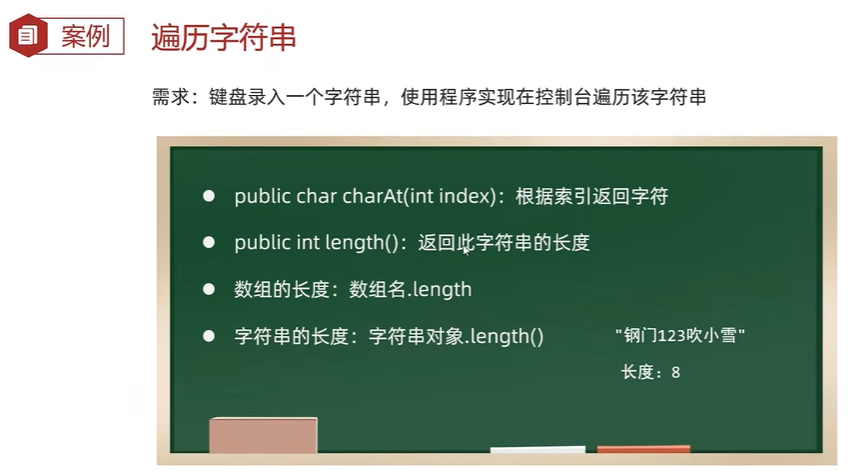 案例
遍历字符串
需求：键盘录入一个字符串，使用程序实现在控制台遍历该字符串
public char charAt(int index)：根据索引返回字符
public int length()：返回此字符串的长度
数组的长度：数组名.length
字符串的长度：字符串对象.length()
"钢门123吹小雪"
长度：8